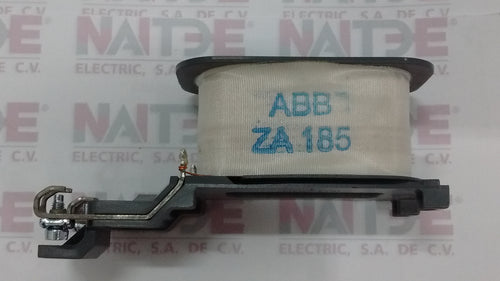 NAITDE®
ELECTRIC, S.A. DE C.V.
ABB
ZA 185